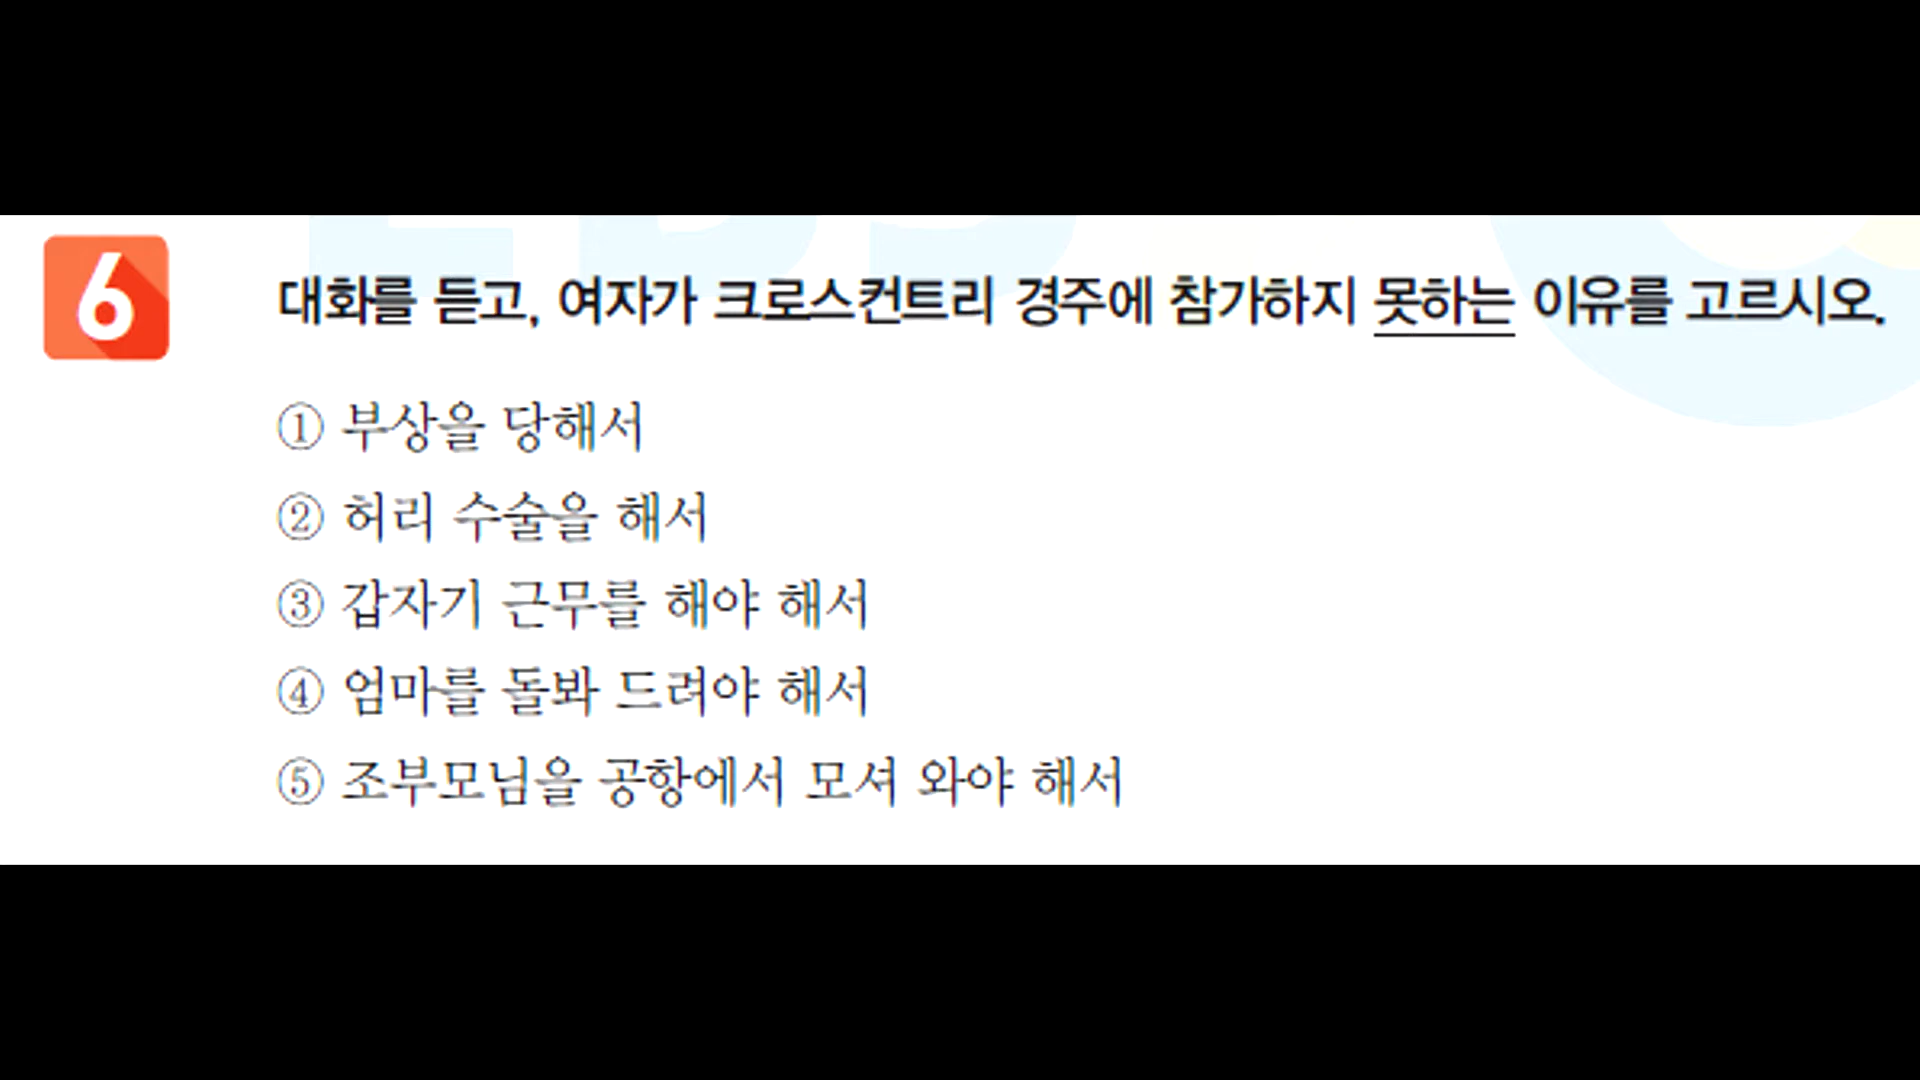 6
대화를 듣고, 여자가 크로스컨트리 경주에 참가하지 못하는 이유를 고르시오.
① 부상을 당해서
② 허리 수술을 해서
③ 갑자기 근무를 해야 해서
④ 엄마를 돌봐 드려야 해서
⑤ 조부모님을 공항에서 모셔 와야 해서